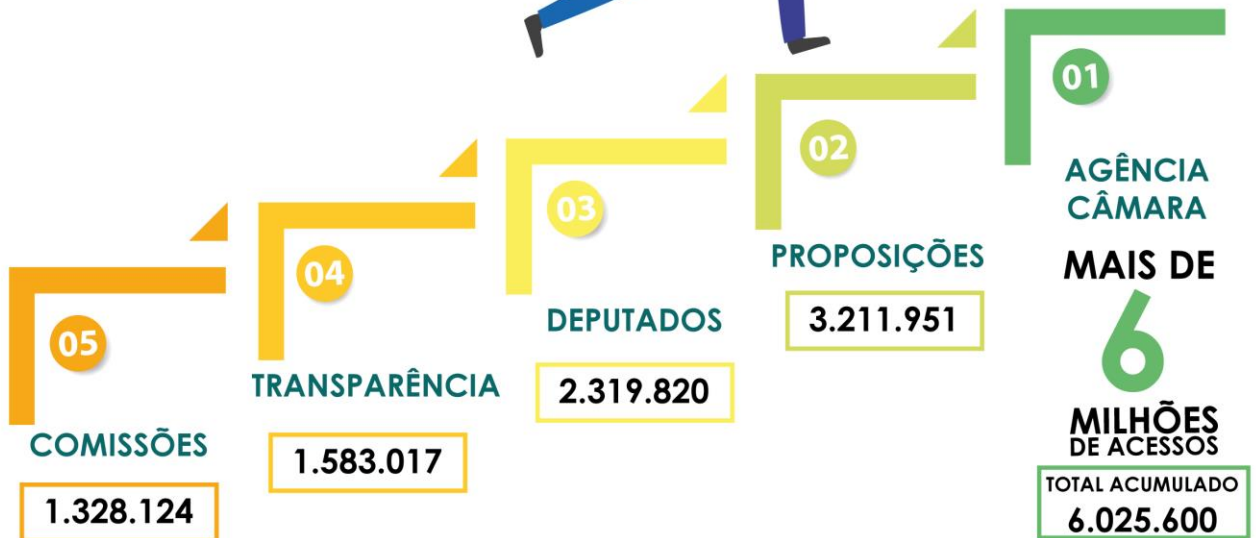 01
AGÊNCIA
CÂMARA
MAIS DE
6
MILHÕES
DE ACESSOS
TOTAL ACUMULADO
6.025.600
02
PROPOSIÇÕES
3.211.951
03
DEPUTADOS
2.319.820
04
TRANSPARÊNCIA
1.583.017
05
COMISSÕES
1.328.124